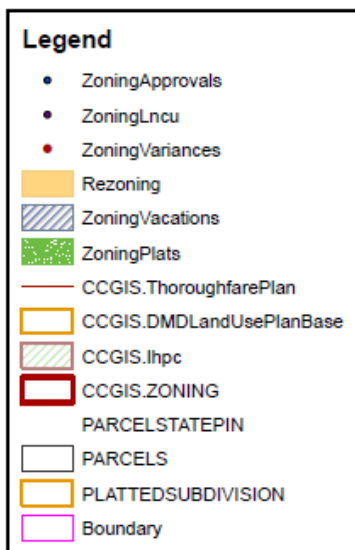 Legend
ZoningApprovals
ZoningLncu
ZoningVariances
Rezoning
ZoningVacations
ZoningPlats
CCGIS.ThoroughfarePlan
CCGIS.DMDLandUsePlanBase
CCGIS.Ihpc
CCGIS.ZONING
PARCELSTATEPIN
PARCELS
PLATTEDSUBDIVISION
Boundary